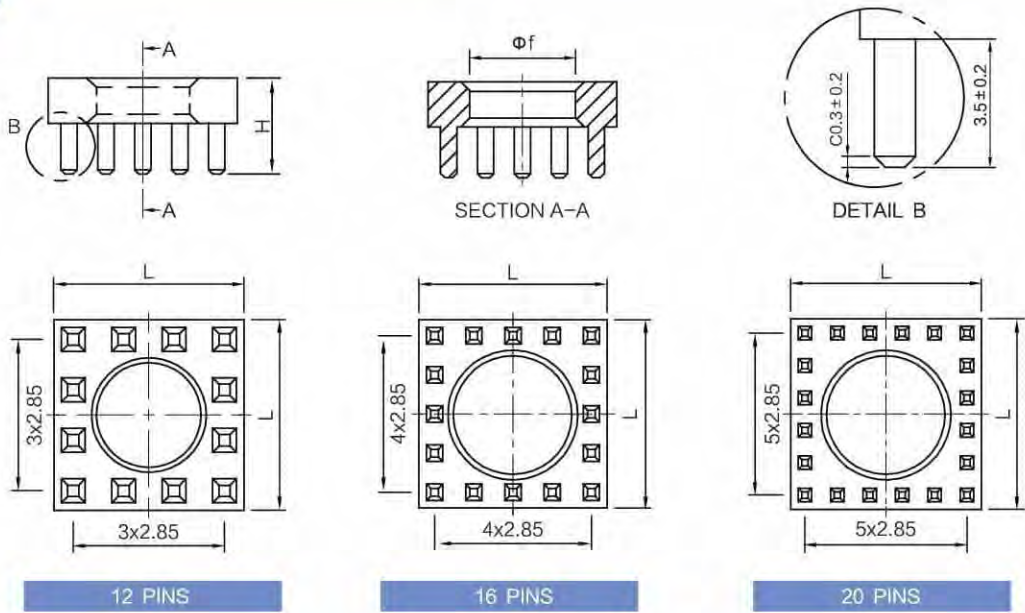 A
Φf
B
H
C0.3±0.2
3.5±0.2
A
SECTION A-A
DETAIL B
L
L
L
3x2.85
L
4x2.85
L
5x2.85
L
3x2.85
4x2.85
5x2.85
12 PINS
16 PINS
20 PINS